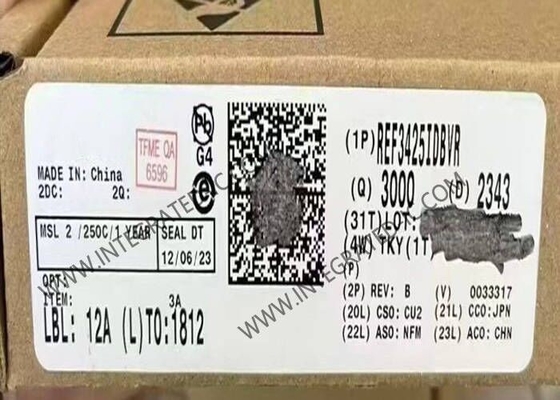 TFME QA
6596
Pb
G4
e
MADE IN: China
2DC: 2Q:
MSL 2 /250C/1 YEAR
SEAL DT
12/06/23
OPT:
ITEM: 3A
LBL: 12A (L)TO:1812
(1P) REF3425IDBVR
(Q) 3000 (D) 2343
(31T)LOT:
(4W) TKY(1T)
(P)
(2P) REV: B (V) 0033317
(20L) CSO: CU2 (21L) CCO:JPN
(22L) ASO: NFM (23L) ACO: CHN